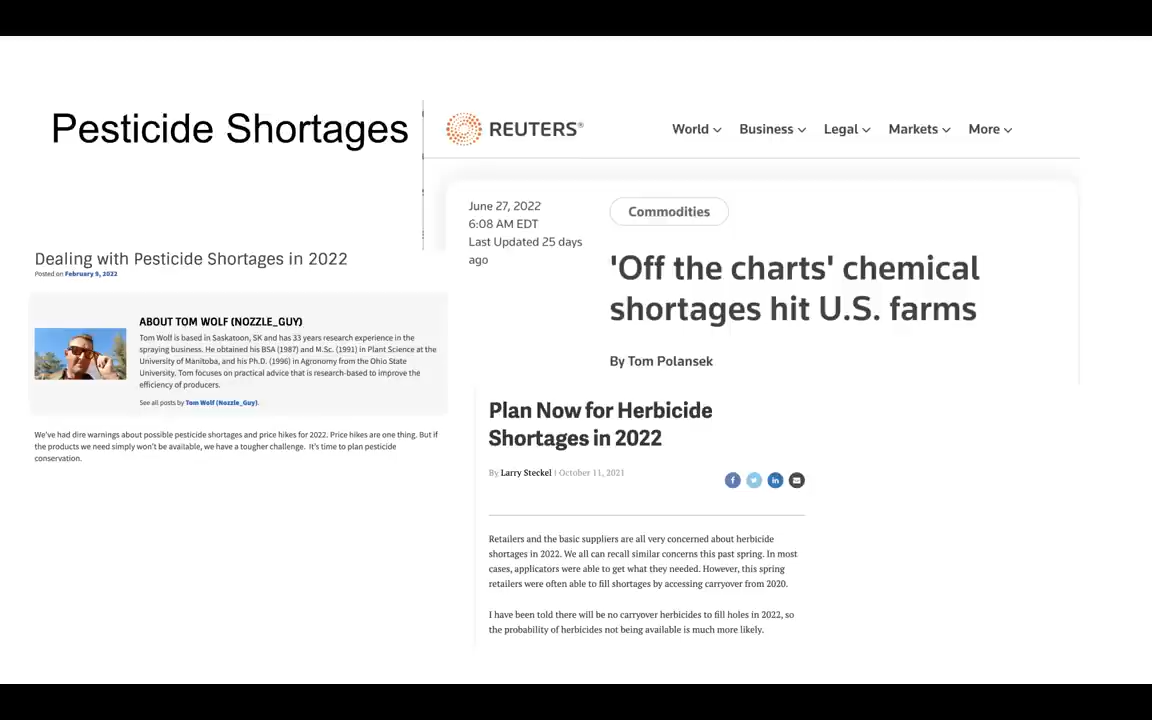 Pesticide Shortages
REUTERS®
World
Business
Legal
Markets
More
June 27, 2022
6:08 AM EDT
Last Updated 25 days
ago
Commodities
'Off the charts' chemical
shortages hit U.S. farms
By Tom Polansek
Dealing with Pesticide Shortages in 2022
Posted on February 9, 2022
ABOUT TOM WOLF (NOZZLE_GUY)
Tom Wolf is based in Saskatoon, SK and has 33 years research experience in the
spraying business. He obtained his BSA (1987) and M.Sc. (1991) in Plant Science at the
University of Manitoba, and his Ph.D. (1996) in Agronomy from the Ohio State
University. Tom focuses on practical advice that is research-based to improve the
efficiency of producers.
See all posts by Tom Wolf (Nozzle_Guy).
We've had dire warnings about possible pesticide shortages and price hikes for 2022. Price hikes are one thing. But if
the products we need simply won't be available, we have a tougher challenge. It's time to plan pesticide
conservation.
Plan Now for Herbicide
Shortages in 2022
By Larry Steckel | October 11, 2021
Retailers and the basic suppliers are all very concerned about herbicide
shortages in 2022. We all can recall similar concerns this past spring. In most
cases, applicators were able to get what they needed. However, this spring
retailers were often able to fill shortages by accessing carryover from 2020.
I have been told there will be no carryover herbicides to fill holes in 2022, so
the probability of herbicides not being available is much more likely.